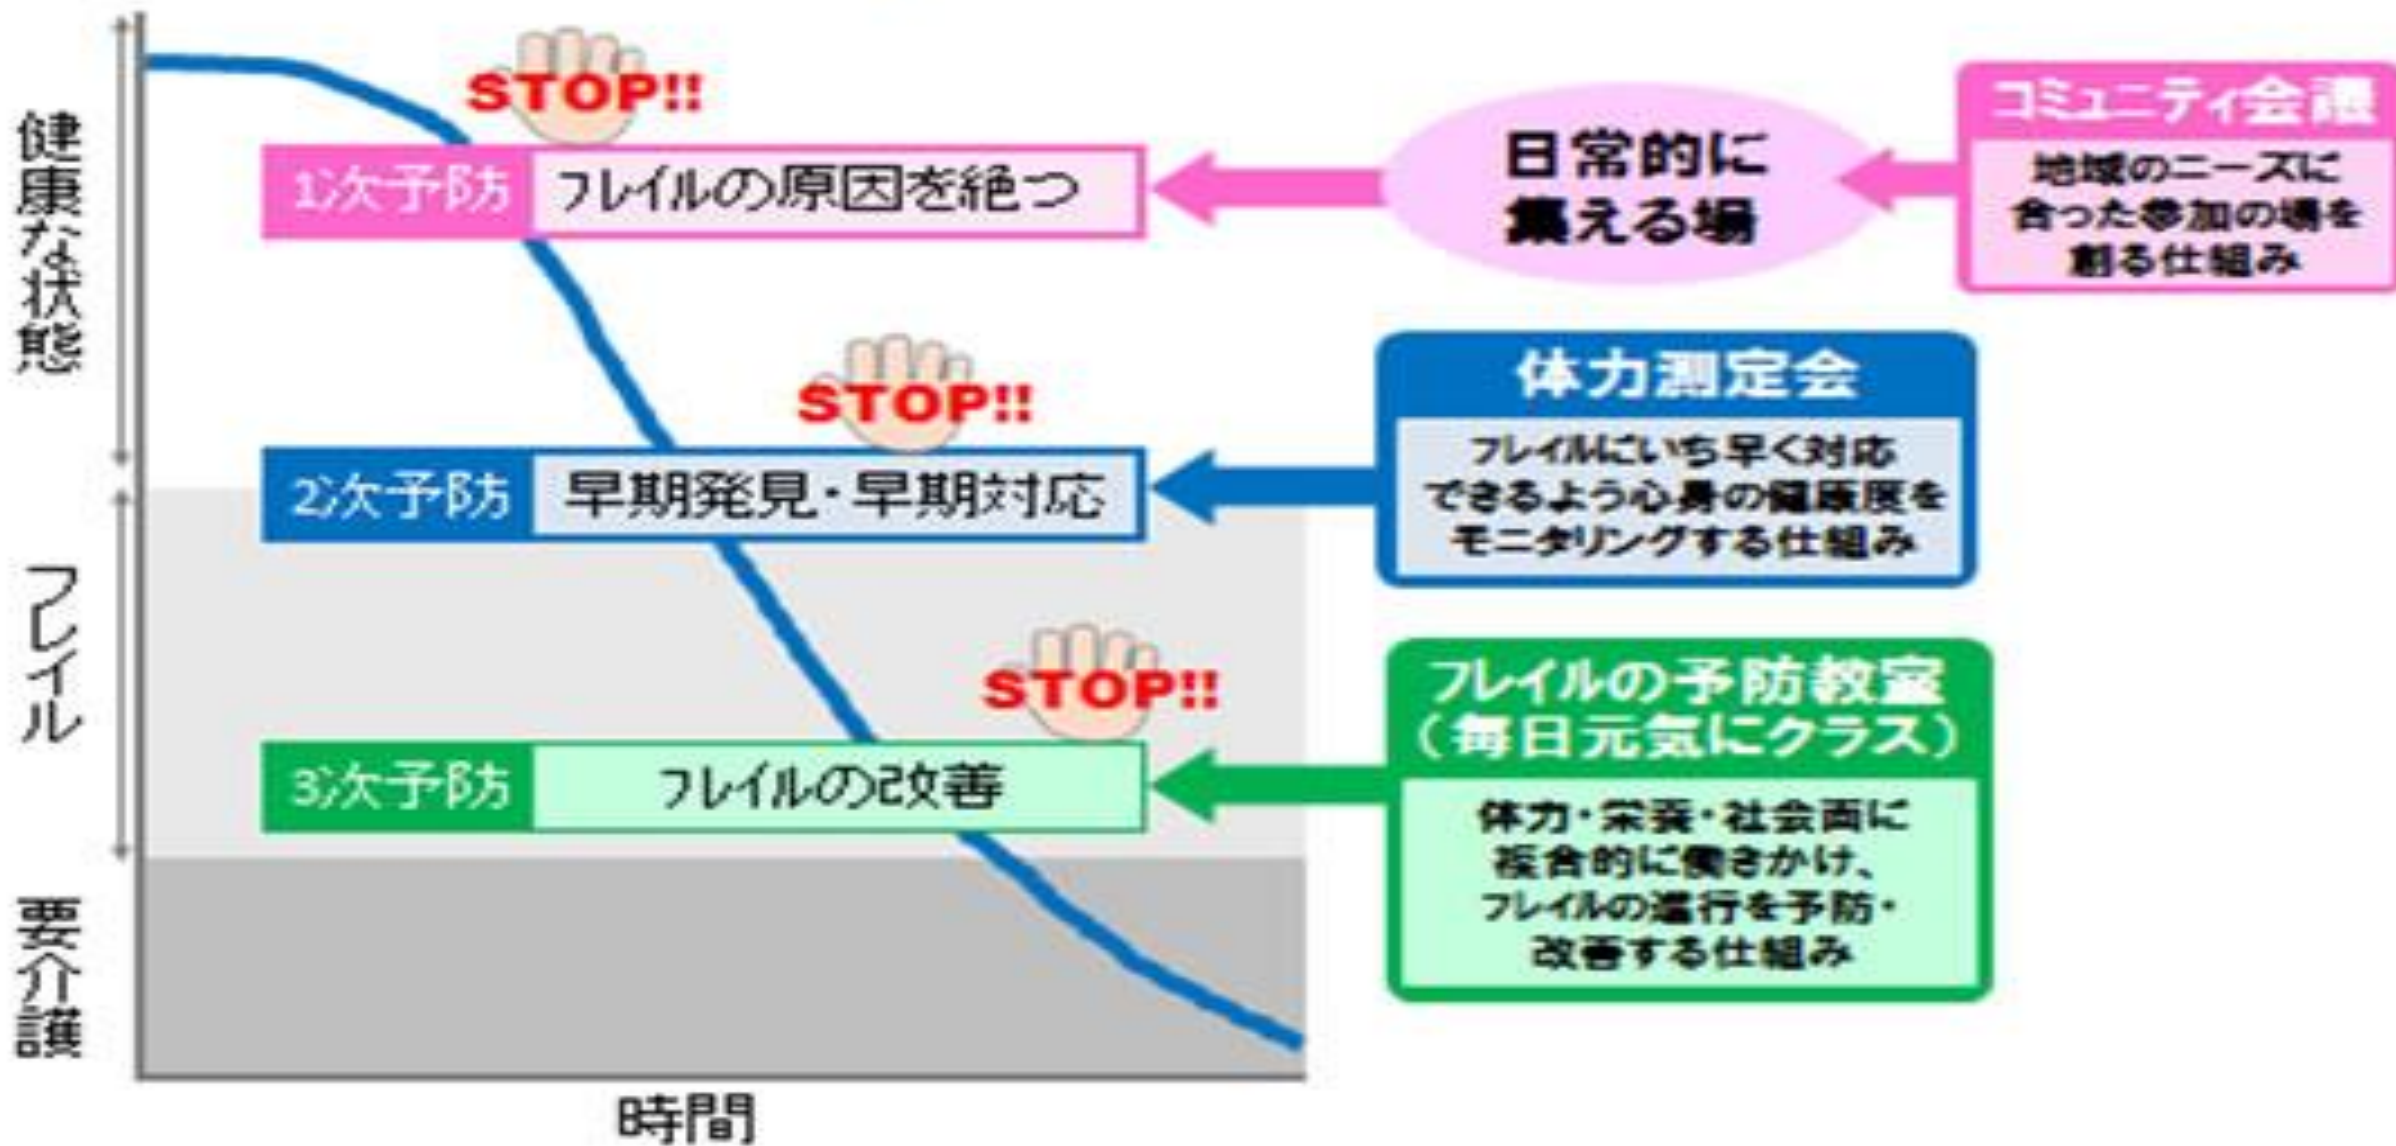 健康な状態
フレイル
要介護
時間
STOP!!
1次予防 フレイルの原因を絶つ
日常的に
集える場
コミュニティ会議
地域のニーズに
合った参加の場を
創る仕組み
STOP!!
2次予防 早期発見・早期対応
体力測定会
フレイルにいち早く対応
できるよう心身の健康度を
モニタリングする仕組み
STOP!!
3次予防 フレイルの改善
フレイルの予防教室
(毎日元気にクラス)
体力・栄養・社会面に
複合的に働きかけ、
フレイルの進行を予防・
改善する仕組み